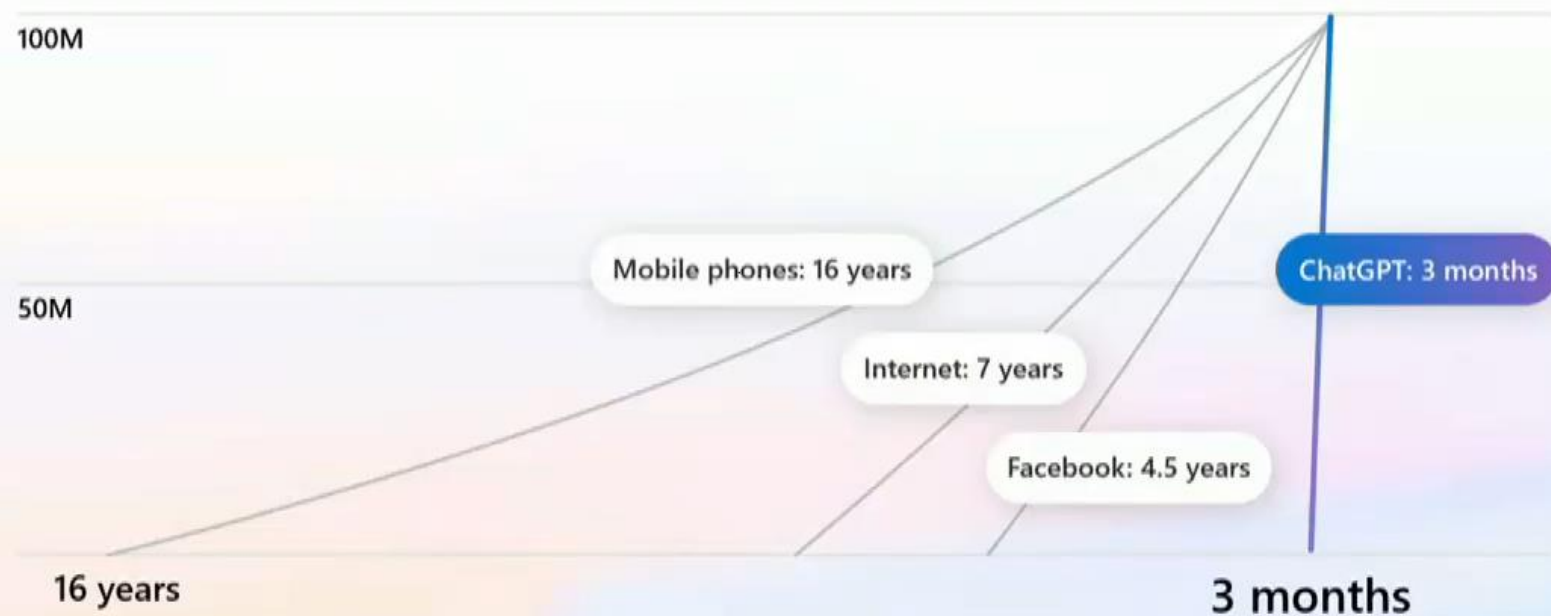 100M
Mobile phones: 16 years
ChatGPT: 3 months
50M
Internet: 7 years
Facebook: 4.5 years
16 years
3 months